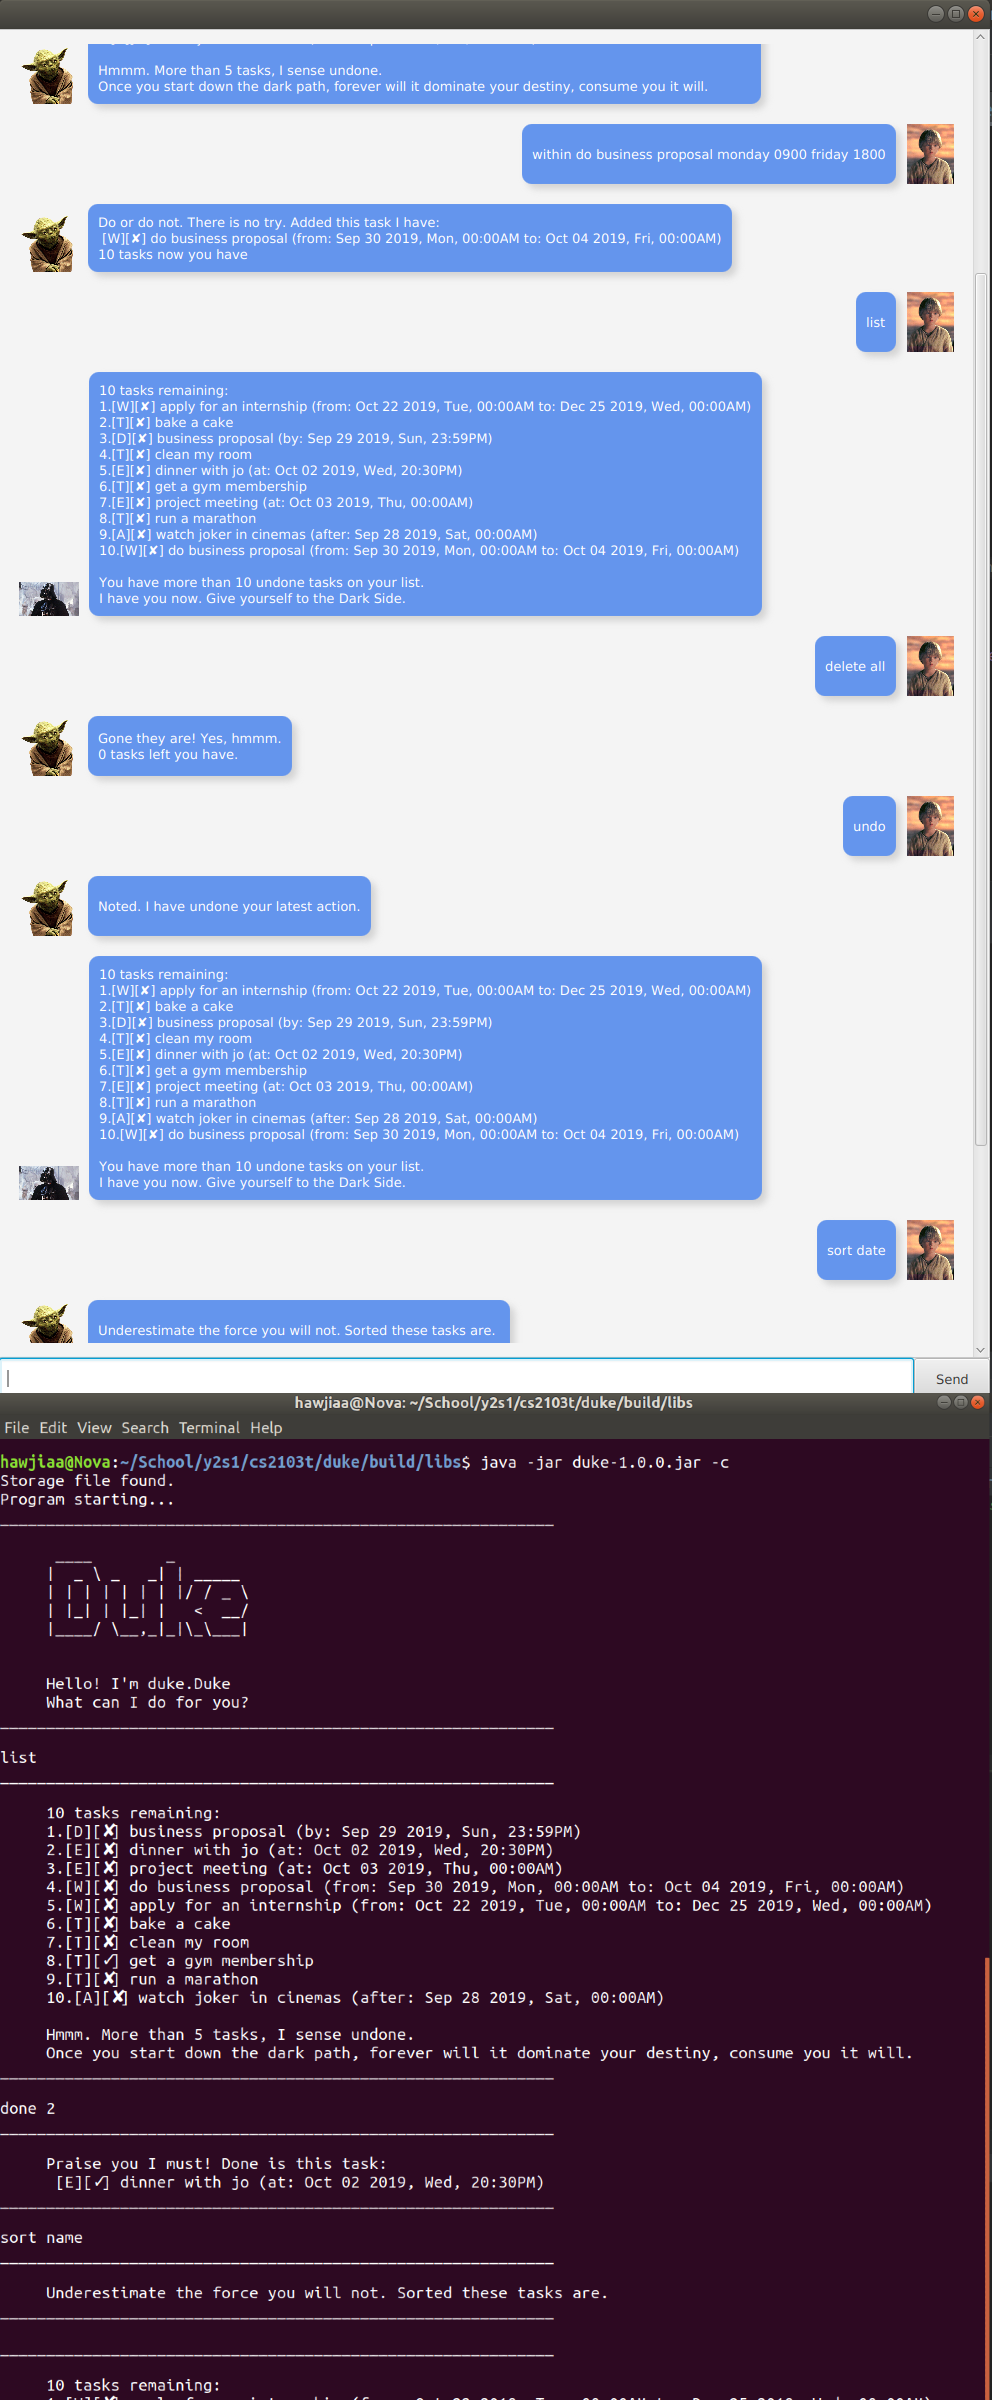 Hmmm. More than 5 tasks, I sense undone.
Once you start down the dark path, forever will it dominate your destiny, consume you it will.
within do business proposal monday 0900 friday 1800
Do or do not. There is no try. Added this task I have:
[W][✘] do business proposal (from: Sep 30 2019, Mon, 00:00AM to: Oct 04 2019, Fri, 00:00AM)
10 tasks now you have
list
10 tasks remaining:
1.[W][✘] apply for an internship (from: Oct 22 2019, Tue, 00:00AM to: Dec 25 2019, Wed, 00:00AM)
2.[T][✘] bake a cake
3.[D][✘] business proposal (by: Sep 29 2019, Sun, 23:59PM)
4.[T][✘] clean my room
5.[E][✘] dinner with jo (at: Oct 02 2019, Wed, 20:30PM)
6.[T][✘] get a gym membership
7.[E][✘] project meeting (at: Oct 03 2019, Thu, 00:00AM)
8.[T][✘] run a marathon
9.[A][✘] watch joker in cinemas (after: Sep 28 2019, Sat, 00:00AM)
10.[W][✘] do business proposal (from: Sep 30 2019, Mon, 00:00AM to: Oct 04 2019, Fri, 00:00AM)
You have more than 10 undone tasks on your list.
I have you now. Give yourself to the Dark Side.
delete all
Gone they are! Yes, hmmm.
0 tasks left you have.
undo
Noted. I have undone your latest action.
10 tasks remaining:
1.[W][✘] apply for an internship (from: Oct 22 2019, Tue, 00:00AM to: Dec 25 2019, Wed, 00:00AM)
2.[T][✘] bake a cake
3.[D][✘] business proposal (by: Sep 29 2019, Sun, 23:59PM)
4.[T][✘] clean my room
5.[E][✘] dinner with jo (at: Oct 02 2019, Wed, 20:30PM)
6.[T][✘] get a gym membership
7.[E][✘] project meeting (at: Oct 03 2019, Thu, 00:00AM)
8.[T][✘] run a marathon
9.[A][✘] watch joker in cinemas (after: Sep 28 2019, Sat, 00:00AM)
10.[W][✘] do business proposal (from: Sep 30 2019, Mon, 00:00AM to: Oct 04 2019, Fri, 00:00AM)
You have more than 10 undone tasks on your list.
I have you now. Give yourself to the Dark Side.
sort date
Underestimate the force you will not. Sorted these tasks are.
Send
hawjiaa@Nova: ~/School/y2s1/cs2103t/duke/build/libs
File Edit View Search Terminal Help
hawjiaa@Nova:~/School/y2s1/cs2103t/duke/build/libs$ java -jar duke-1.0.0.jar -c
Storage file found.
Program starting...
Duke
Hello! I'm duke.Duke
What can I do for you?
list
10 tasks remaining:
1.[D][✘] business proposal (by: Sep 29 2019, Sun, 23:59PM)
2.[E][✘] dinner with jo (at: Oct 02 2019, Wed, 20:30PM)
3.[E][✘] project meeting (at: Oct 03 2019, Thu, 00:00AM)
4.[W][✘] do business proposal (from: Sep 30 2019, Mon, 00:00AM to: Oct 04 2019, Fri, 00:00AM)
5.[W][✘] apply for an internship (from: Oct 22 2019, Tue, 00:00AM to: Dec 25 2019, Wed, 00:00AM)
6.[T][✘] bake a cake
7.[T][✘] clean my room
8.[T][✓] get a gym membership
9.[T][✘] run a marathon
10.[A][✘] watch joker in cinemas (after: Sep 28 2019, Sat, 00:00AM)
Hmmm. More than 5 tasks, I sense undone.
Once you start down the dark path, forever will it dominate your destiny, consume you it will.
done 2
Praise you I must! Done is this task:
[E][✓] dinner with jo (at: Oct 02 2019, Wed, 20:30PM)
sort name
Underestimate the force you will not. Sorted these tasks are.
10 tasks remaining: